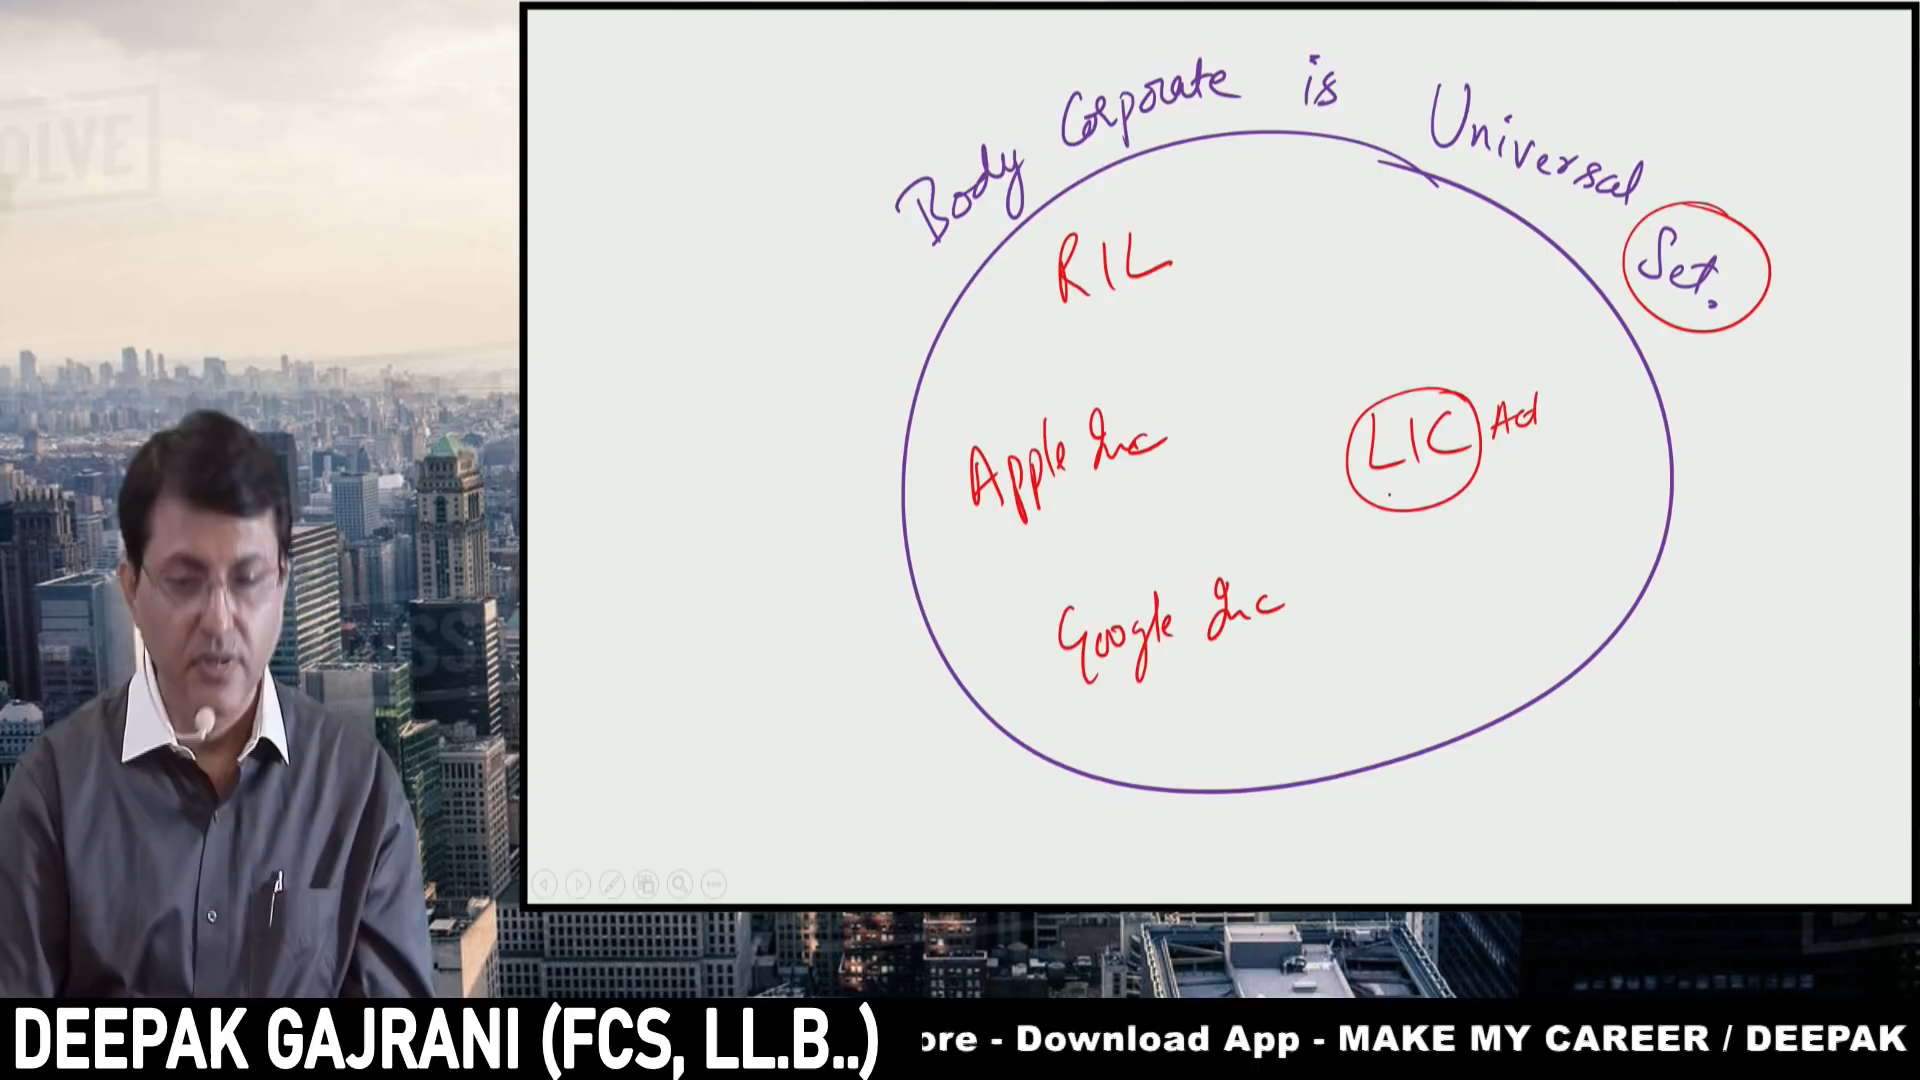 OLVE
Body Corporate is Universal
Set.
RIL
Apple Inc
LIC Act
Google Inc
DEEPAK GAJRANI (FCS, LL.B..)
ore - Download App - MAKE MY CAREER / DEEPAK